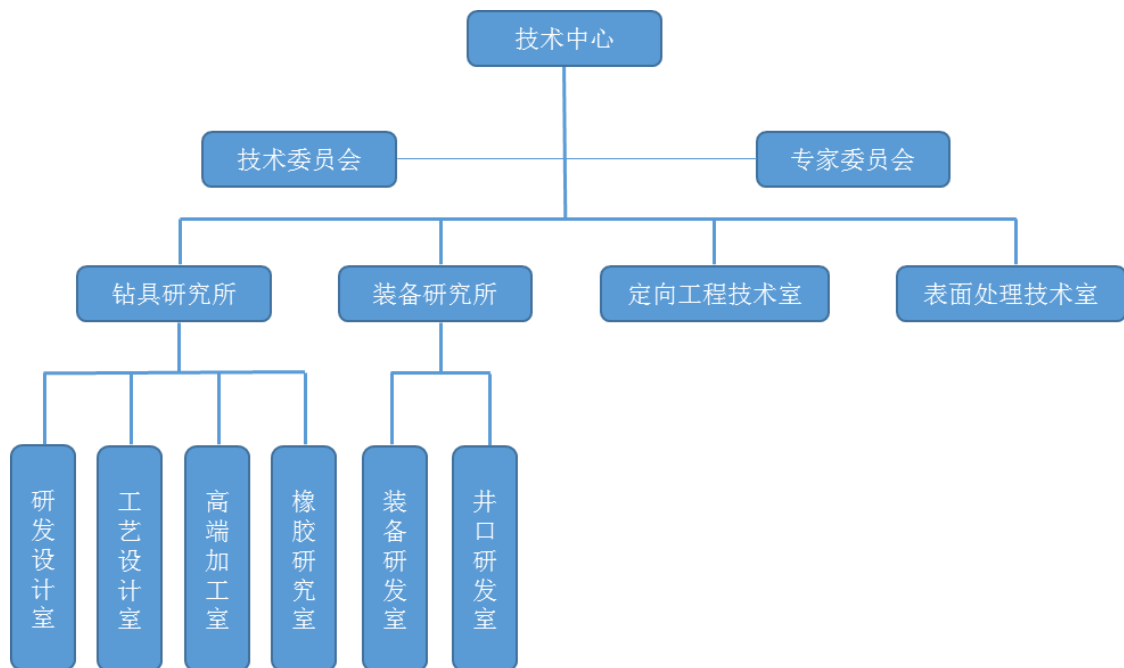 技术中心
技术委员会
专家委员会
钻具研究所
装备研究所
定向工程技术室
表面处理技术室
研发设计室
工艺设计室
高端加工室
橡胶研究室
装备研发室
井口研发室